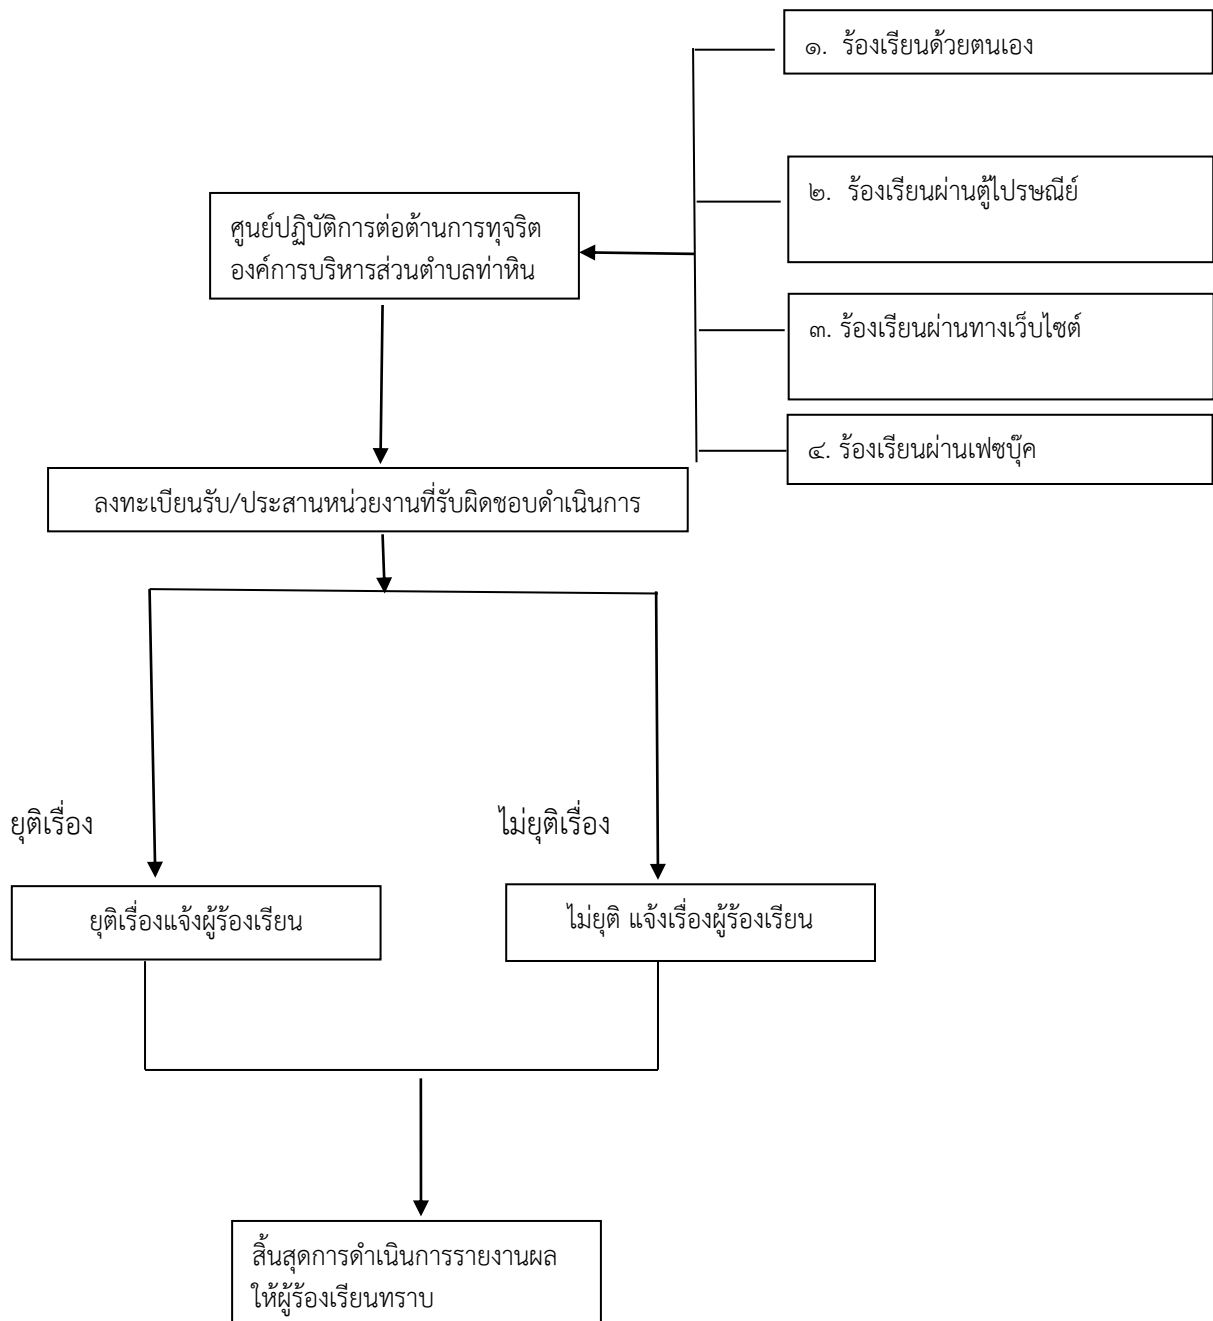 ๑. ร้องเรียนด้วยตนเอง
๒. ร้องเรียนผ่านตู้ไปรษณีย์
ศูนย์ปฏิบัติการต่อต้านการทุจริต
องค์การบริหารส่วนตำบลท่าหิน
๓. ร้องเรียนผ่านทางเว็บไซต์
๔. ร้องเรียนผ่านเฟซบุ๊ค
ลงทะเบียนรับ/ประสานหน่วยงานที่รับผิดชอบดำเนินการ
ยุติเรื่อง
ไม่ยุติเรื่อง
ยุติเรื่องแจ้งผู้ร้องเรียน
ไม่ยุติ แจ้งเรื่องผู้ร้องเรียน
สิ้นสุดการดำเนินการรายงานผล
ให้ผู้ร้องเรียนทราบ